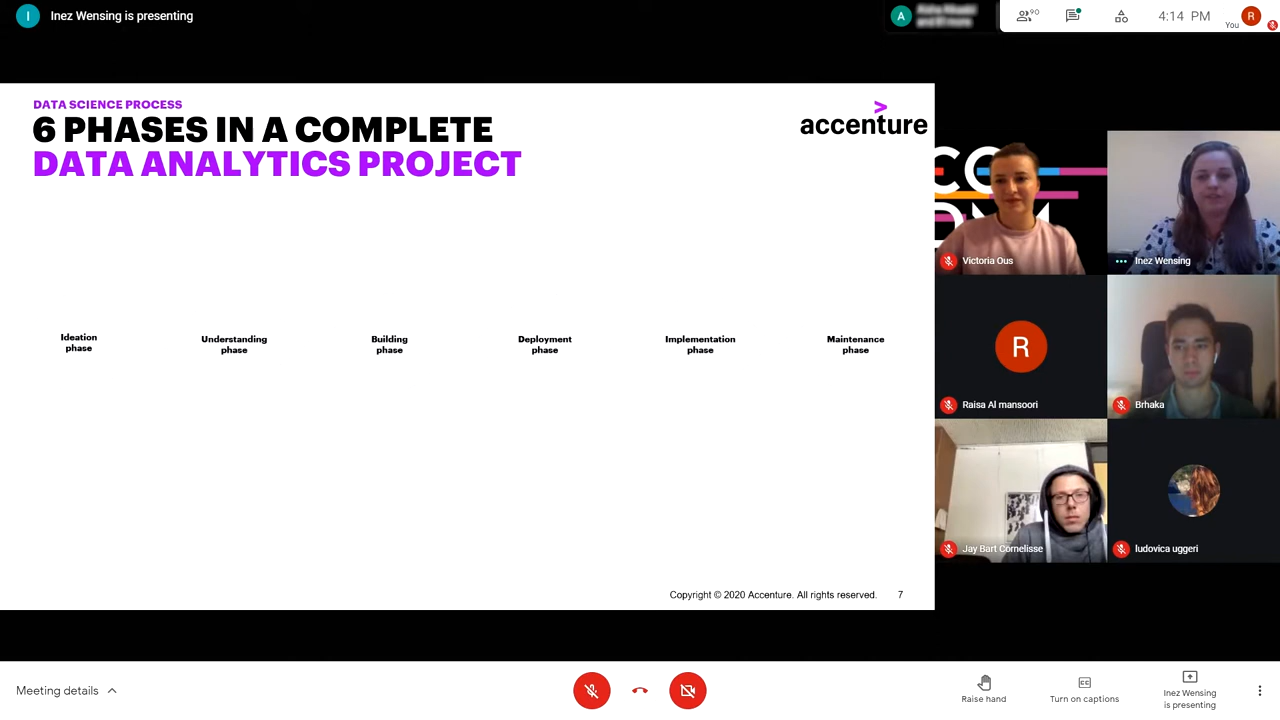 I
Inez Wensing is presenting
A
90
4:14 PM
You
R
DATA SCIENCE PROCESS
6 PHASES IN A COMPLETE
DATA ANALYTICS PROJECT
>
accenture
Ideation
phase
Understanding
phase
Building
phase
Deployment
phase
Implementation
phase
Maintenance
phase
Copyright © 2020 Accenture. All rights reserved.
7
Victoria Ous
Inez Wensing
R
Raisa Al mansoori
Brhaka
Jay Bart Cornelisse
ludovica uggeri
Meeting details
Raise hand
CC
Turn on captions
Inez Wensing
is presenting